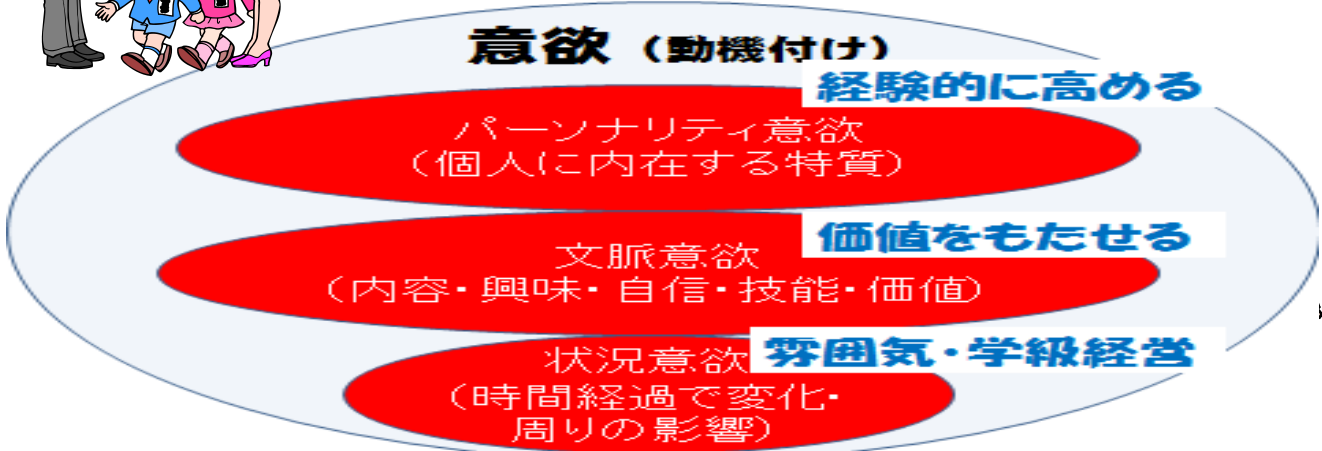 意欲（動機付け）
経験的に高める
パーソナリティ意欲
（個人に内在する特質）
価値をもたせる
文脈意欲
（内容・興味・自信・技能・価値）
雰囲気・学級経営
状況意欲
（時間経過で変化・
周りの影響）